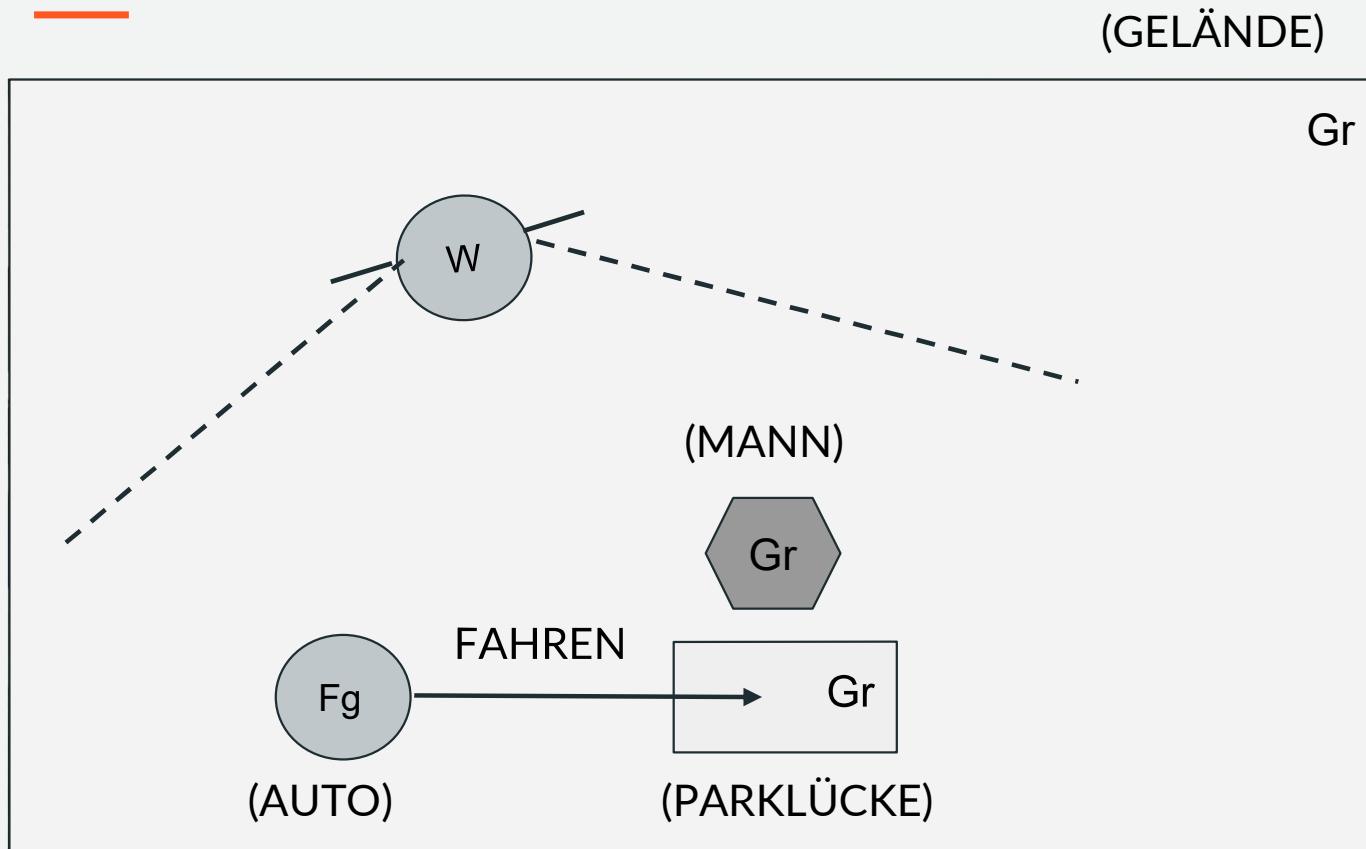 (GELÄNDE)
Gr
W
(MANN)
Gr
FAHREN
Fg
Gr
(AUTO)
(PARKLÜCKE)